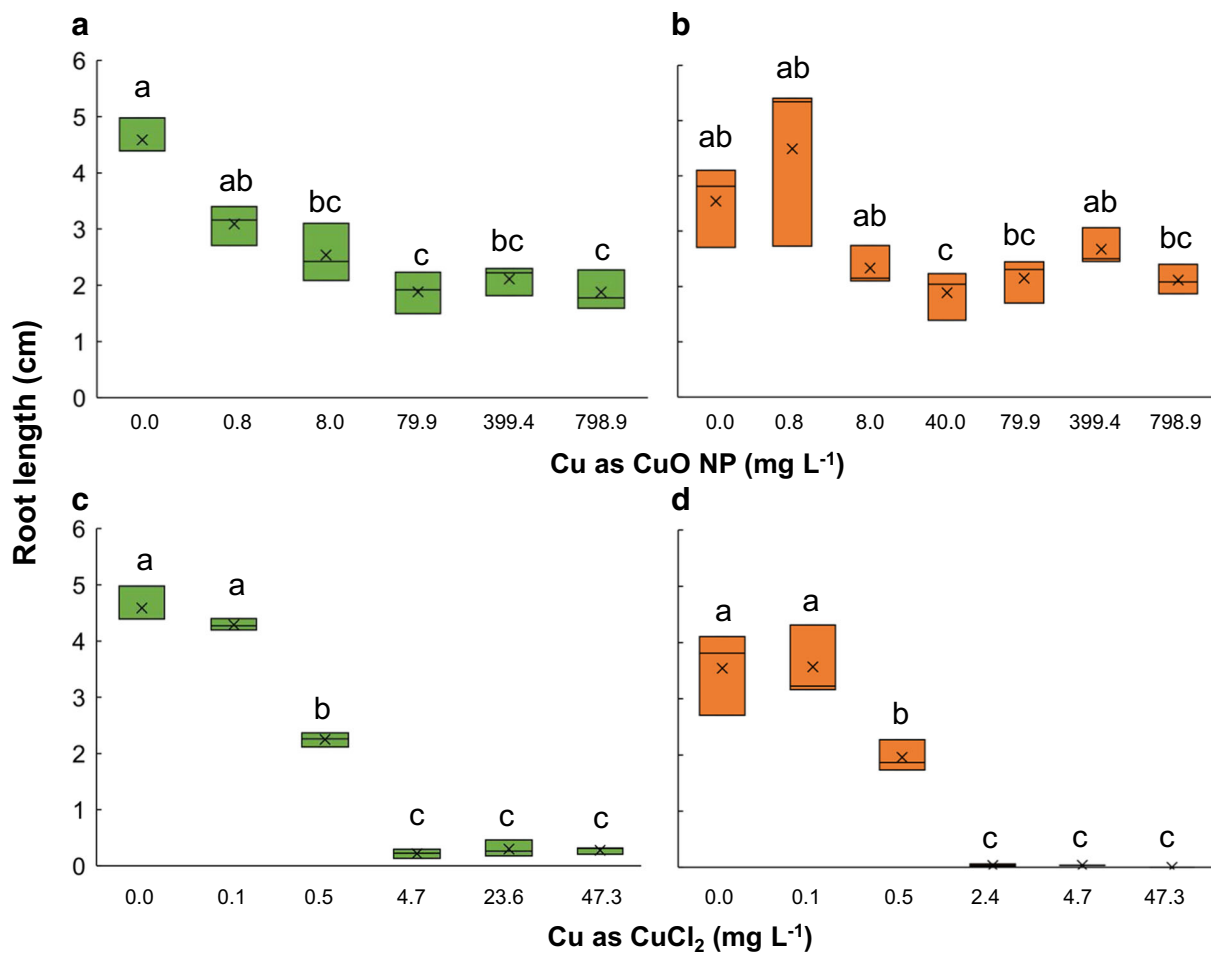 a
b
6
5
4
3
2
1
0
a
ab
bc
c
bc
c
ab
ab
ab
c
bc
ab
bc
0.0 0.8 8.0 79.9 399.4 798.9
0.0 0.8 8.0 40.0 79.9 399.4 798.9
Cu as CuO NP (mg L⁻¹)
Root length (cm)
c
d
6
5
4
3
2
1
0
a
a
b
c
c
c
a
a
b
c
c
c
0.0 0.1 0.5 4.7 23.6 47.3
0.0 0.1 0.5 2.4 4.7 47.3
Cu as CuCl₂ (mg L⁻¹)